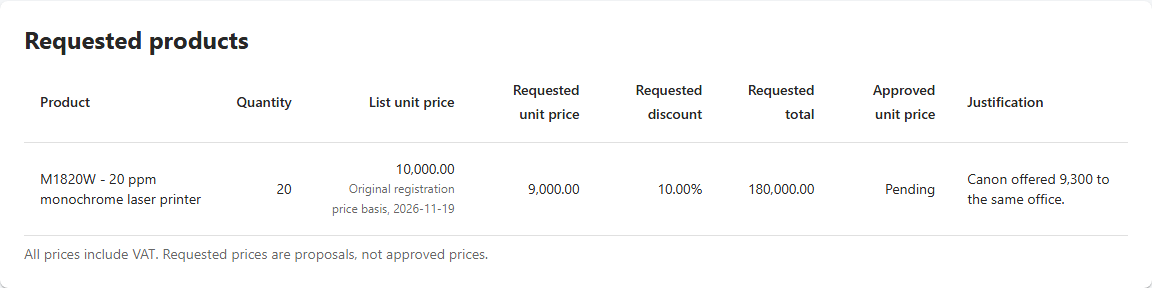 Requested products
Product Quantity List unit price Requested unit price Requested discount Requested total Approved unit price Justification
M1820W - 20 ppm monochrome laser printer 20 10,000.00 Original registration price basis, 2026-11-19 9,000.00 10.00% 180,000.00 Pending Canon offered 9,300 to the same office.
All prices include VAT. Requested prices are proposals, not approved prices.